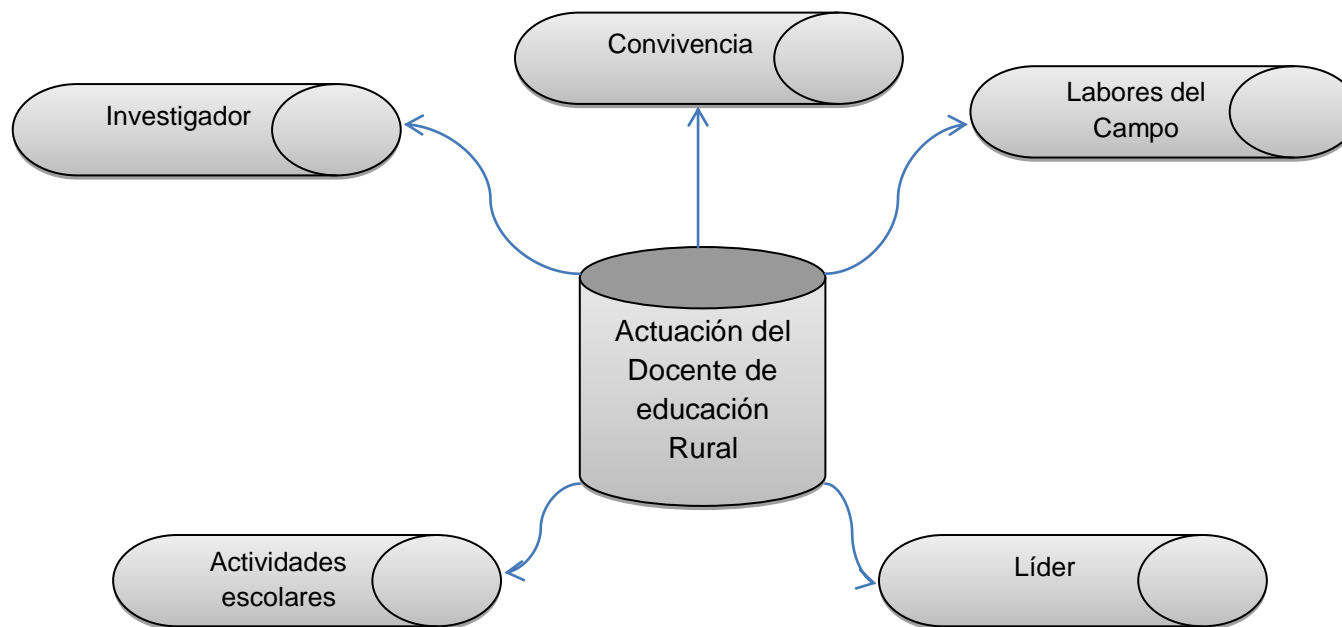 Convivencia
Investigador
Labores del
Campo
Actuación del
Docente de
educación
Rural
Actividades
escolares
Líder